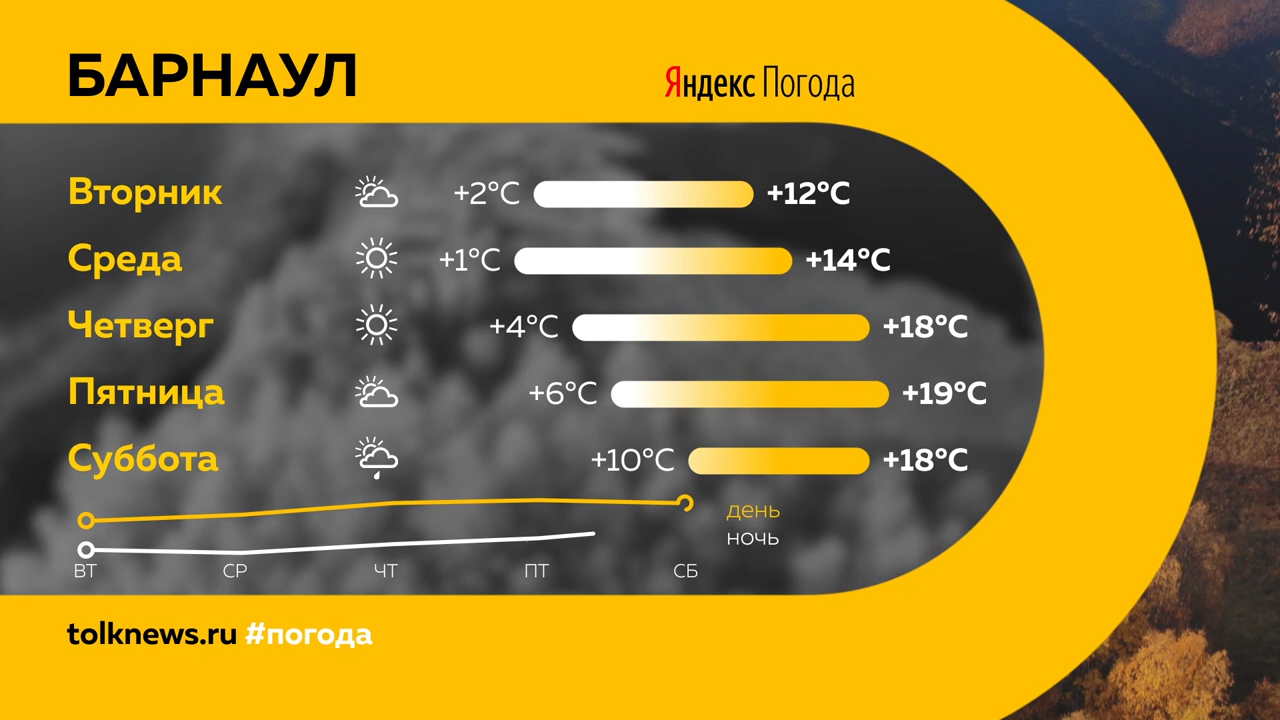 БАРНАУЛ
Яндекс Погода
Вторник +2°C +12°C
Среда +1°C +14°C
Четверг +4°C +18°C
Пятница +6°C +19°C
Суббота +10°C +18°C
день
ночь
ВТ СР ЧТ ПТ СБ
tolknews.ru #погода